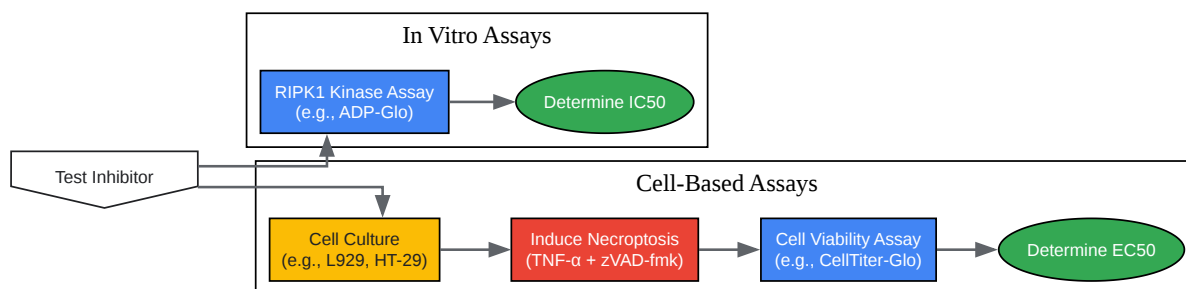 In Vitro Assays
RIPK1 Kinase Assay
(e.g., ADP-Glo)
Determine IC50
Test Inhibitor
Cell-Based Assays
Cell Culture
(e.g., L929, HT-29)
Induce Necroptosis
(TNF-α + zVAD-fmk)
Cell Viability Assay
(e.g., CellTiter-Glo)
Determine EC50